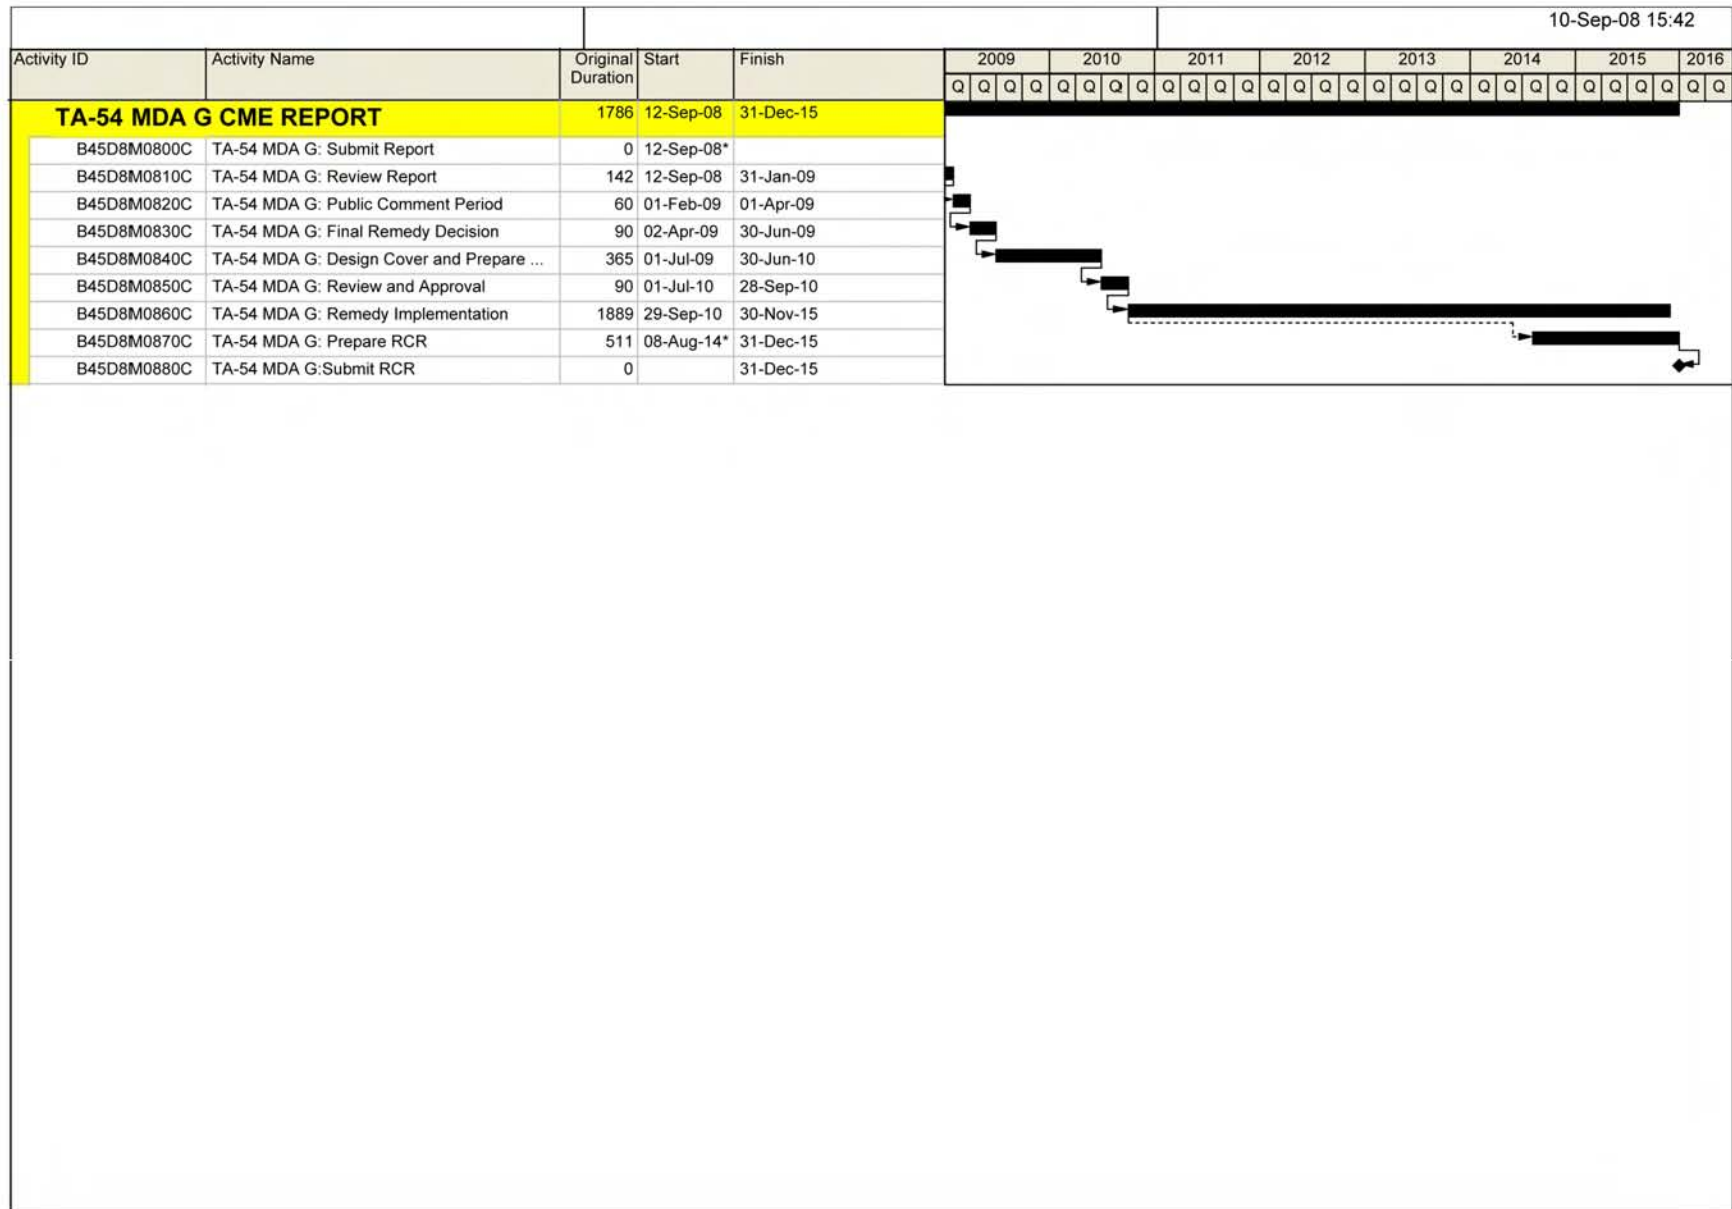 10-Sep-08 15:42
Activity ID Activity Name Original Start Finish 2009 2010 2011 2012 2013 2014 2015 2016
Duration Q Q Q Q Q Q Q Q Q Q Q Q Q Q Q Q Q Q Q Q Q Q Q Q Q Q Q Q Q Q
TA-54 MDA G CME REPORT 1786 12-Sep-08 31-Dec-15
B45D8M0800C TA-54 MDA G: Submit Report 0 12-Sep-08*
B45D8M0810C TA-54 MDA G: Review Report 142 12-Sep-08 31-Jan-09
B45D8M0820C TA-54 MDA G: Public Comment Period 60 01-Feb-09 01-Apr-09
B45D8M0830C TA-54 MDA G: Final Remedy Decision 90 02-Apr-09 30-Jun-09
B45D8M0840C TA-54 MDA G: Design Cover and Prepare ... 365 01-Jul-09 30-Jun-10
B45D8M0850C TA-54 MDA G: Review and Approval 90 01-Jul-10 28-Sep-10
B45D8M0860C TA-54 MDA G: Remedy Implementation 1889 29-Sep-10 30-Nov-15
B45D8M0870C TA-54 MDA G: Prepare RCR 511 08-Aug-14* 31-Dec-15
B45D8M0880C TA-54 MDA G:Submit RCR 0 31-Dec-15